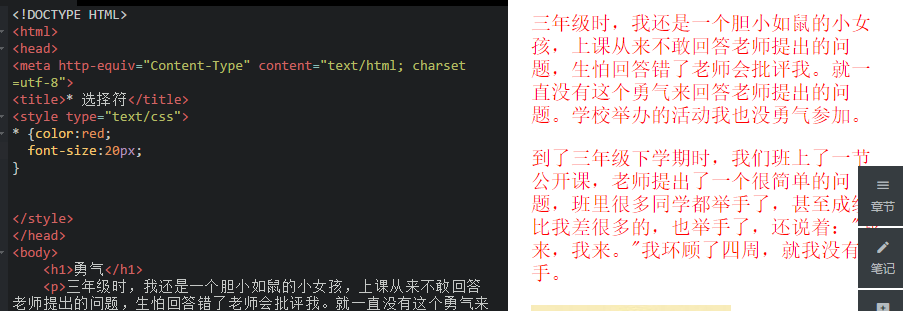 <!DOCTYPE HTML>
<html>
<head>
<meta http-equiv="Content-Type" content="text/html; charset
=utf-8">
<title>* 选择符</title>
<style type="text/css">
* {color:red;
font-size:20px;
}
</style>
</head>
<body>
<h1>勇气</h1>
<p>三年级时，我还是一个胆小如鼠的小女孩，上课从来不敢回答
老师提出的问题，生怕回答错了老师会批评我。就一直没有这个勇气来
三年级时，我还是一个胆小如鼠的小女
孩，上课从来不敢回答老师提出的问
题，生怕回答错了老师会批评我。就一
直没有这个勇气来回答老师提出的问
题。学校举办的活动我也没勇气参加。
到了三年级下学期时，我们班上了一节
公开课，老师提出了一个很简单的问
题，班里很多同学都举手了，甚至成
比我差很多的，也举手了，还说着："
来，我来。"我环顾了四周，就我没有
手。
章节
笔记